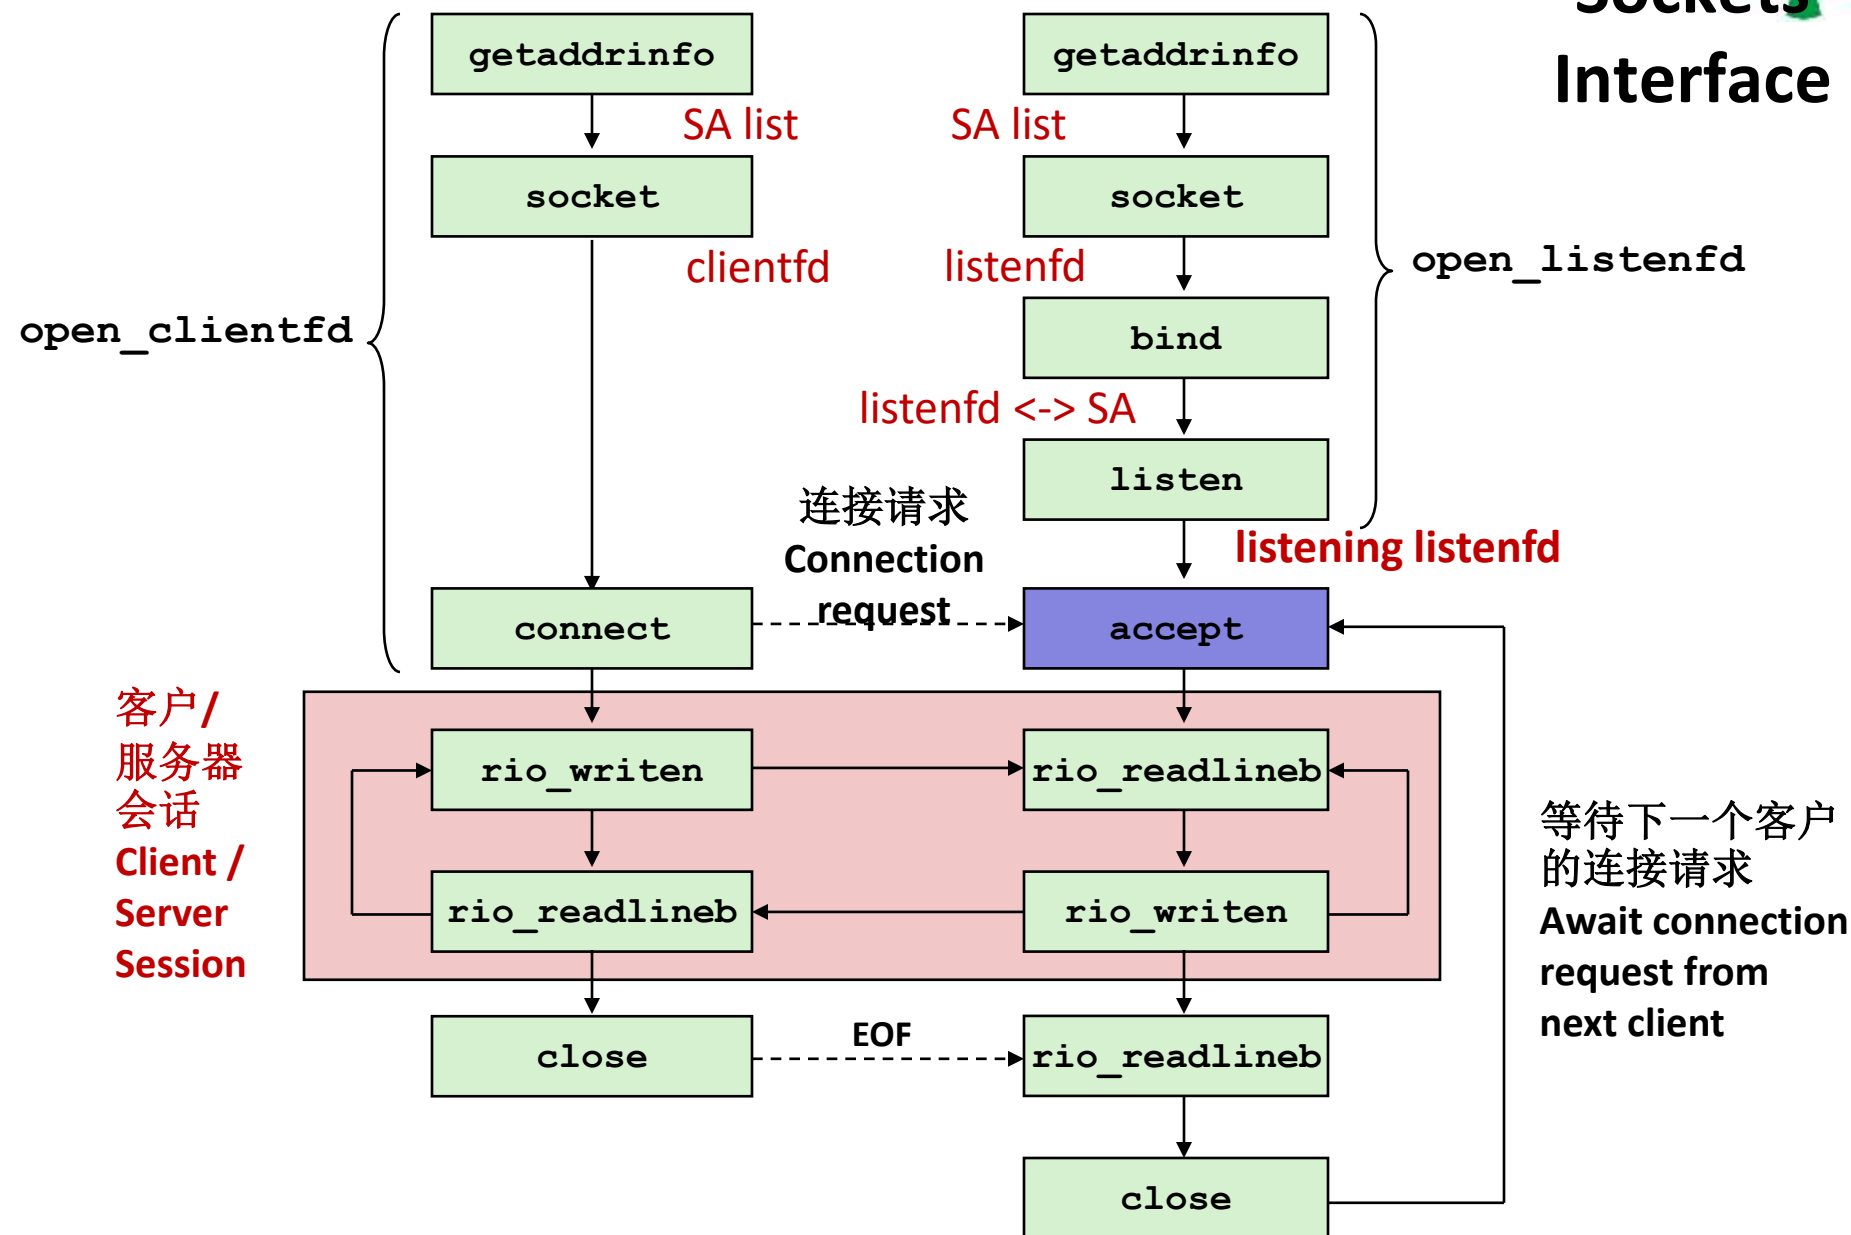 Sockets
Interface
getaddrinfo
getaddrinfo
SA list
SA list
socket
socket
clientfd
listenfd
open_listenfd
open_clientfd
bind
listenfd <-> SA
listen
连接请求
Connection
request
listening listenfd
connect
accept
客户/
服务器
会话
Client /
Server
Session
rio_writen
rio_readlineb
rio_readlineb
rio_writen
等待下一个客户
的连接请求
Await connection
request from
next client
close
EOF
rio_readlineb
close